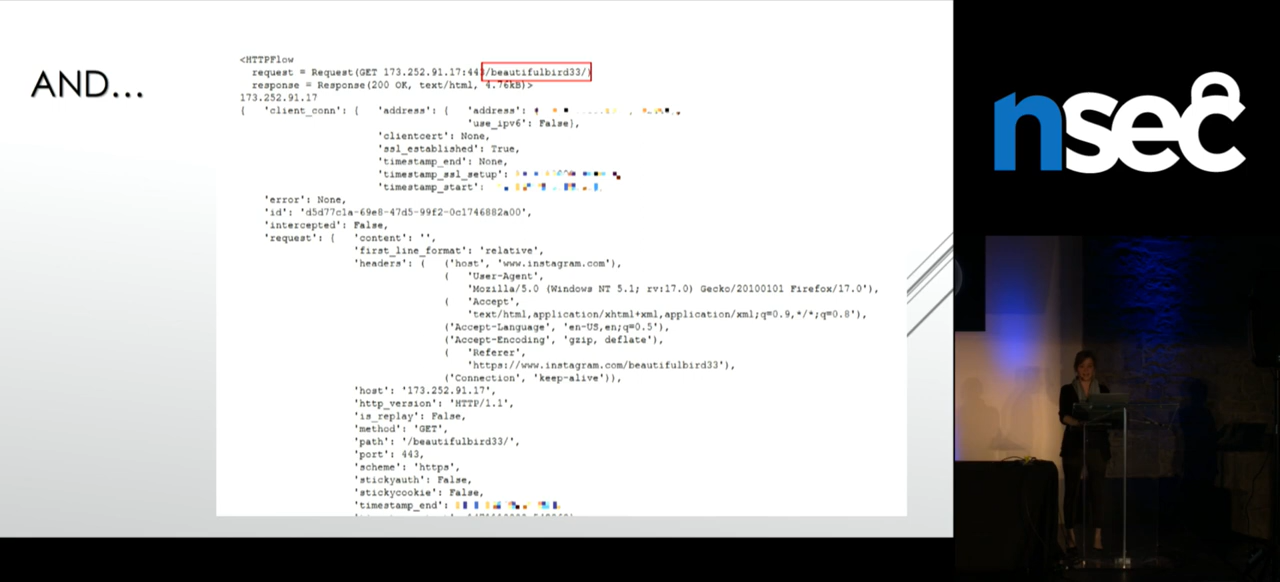 AND...
<HTTPFlow
request = Request(GET 173.252.91.17:443/beautifulbird33/)
response = Response(200 OK, text/html, 4.76kB)>
173.252.91.17
{ 'client_conn': { 'address': { 'address':
'use_ipv6': False},
'clientcert': None,
'ssl_established': True,
'timestamp_end': None,
'timestamp_ssl_setup':
'timestamp_start':
'error': None,
'id': 'd5d77c1a-69e8-47d5-99f2-0c1746882a00',
'intercepted': False,
'request': { 'content': '',
'first_line_format': 'relative',
'headers': ( ('host', 'www.instagram.com'),
( 'User-Agent',
'Mozilla/5.0 (Windows NT 5.1; rv:17.0) Gecko/20100101 Firefox/17.0'),
( 'Accept',
'text/html,application/xhtml+xml,application/xml;q=0.9,*/*;q=0.8'),
('Accept-Language', 'en-US,en;q=0.5'),
('Accept-Encoding', 'gzip, deflate'),
( 'Referer',
'https://www.instagram.com/beautifulbird33'),
('Connection', 'keep-alive')),
'host': '173.252.91.17',
'http_version': 'HTTP/1.1',
'is_replay': False,
'method': 'GET',
'path': '/beautifulbird33/',
'port': 443,
'scheme': 'https',
'stickyauth': False,
'stickycookie': False,
'timestamp_end':
nsec